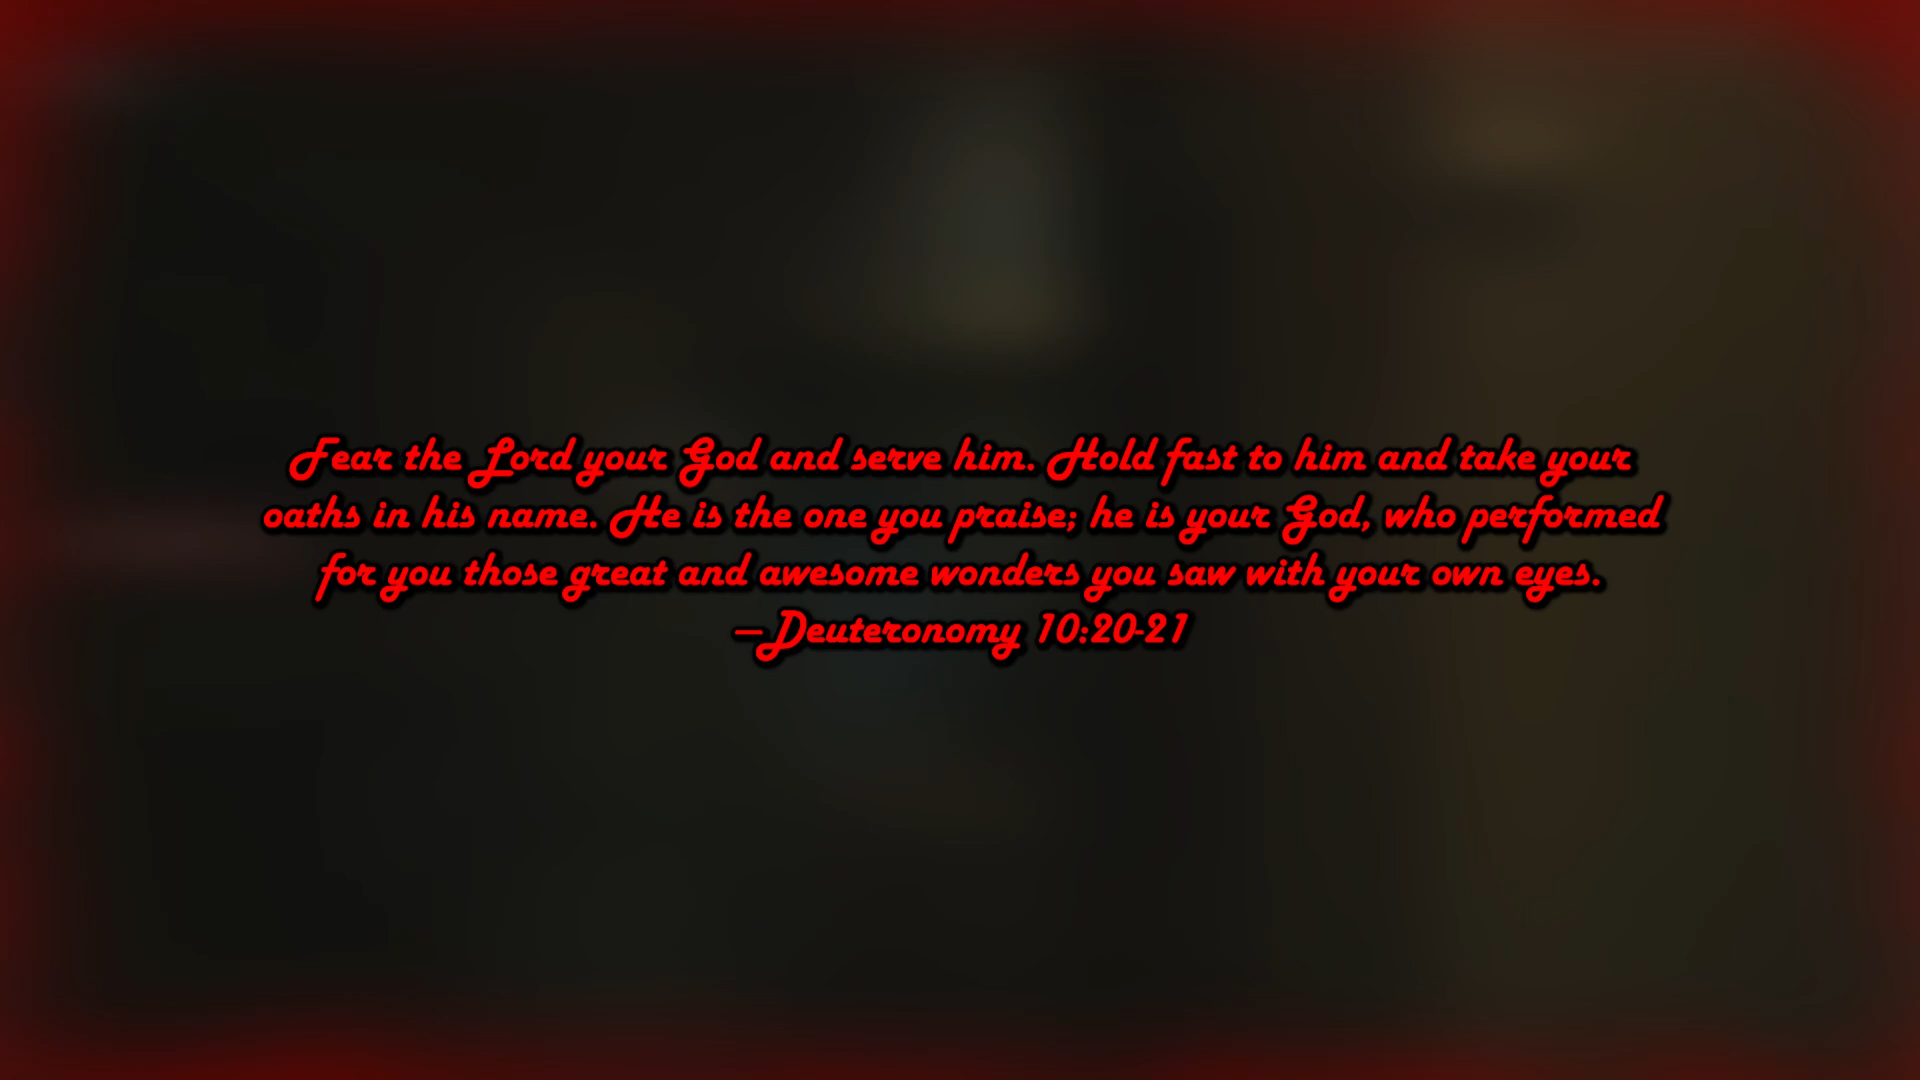 Fear the Lord your God and serve him. Hold fast to him and take your
oaths in his name. He is the one you praise; he is your God, who performed
for you those great and awesome wonders you saw with your own eyes.
—Deuteronomy 10:20-21